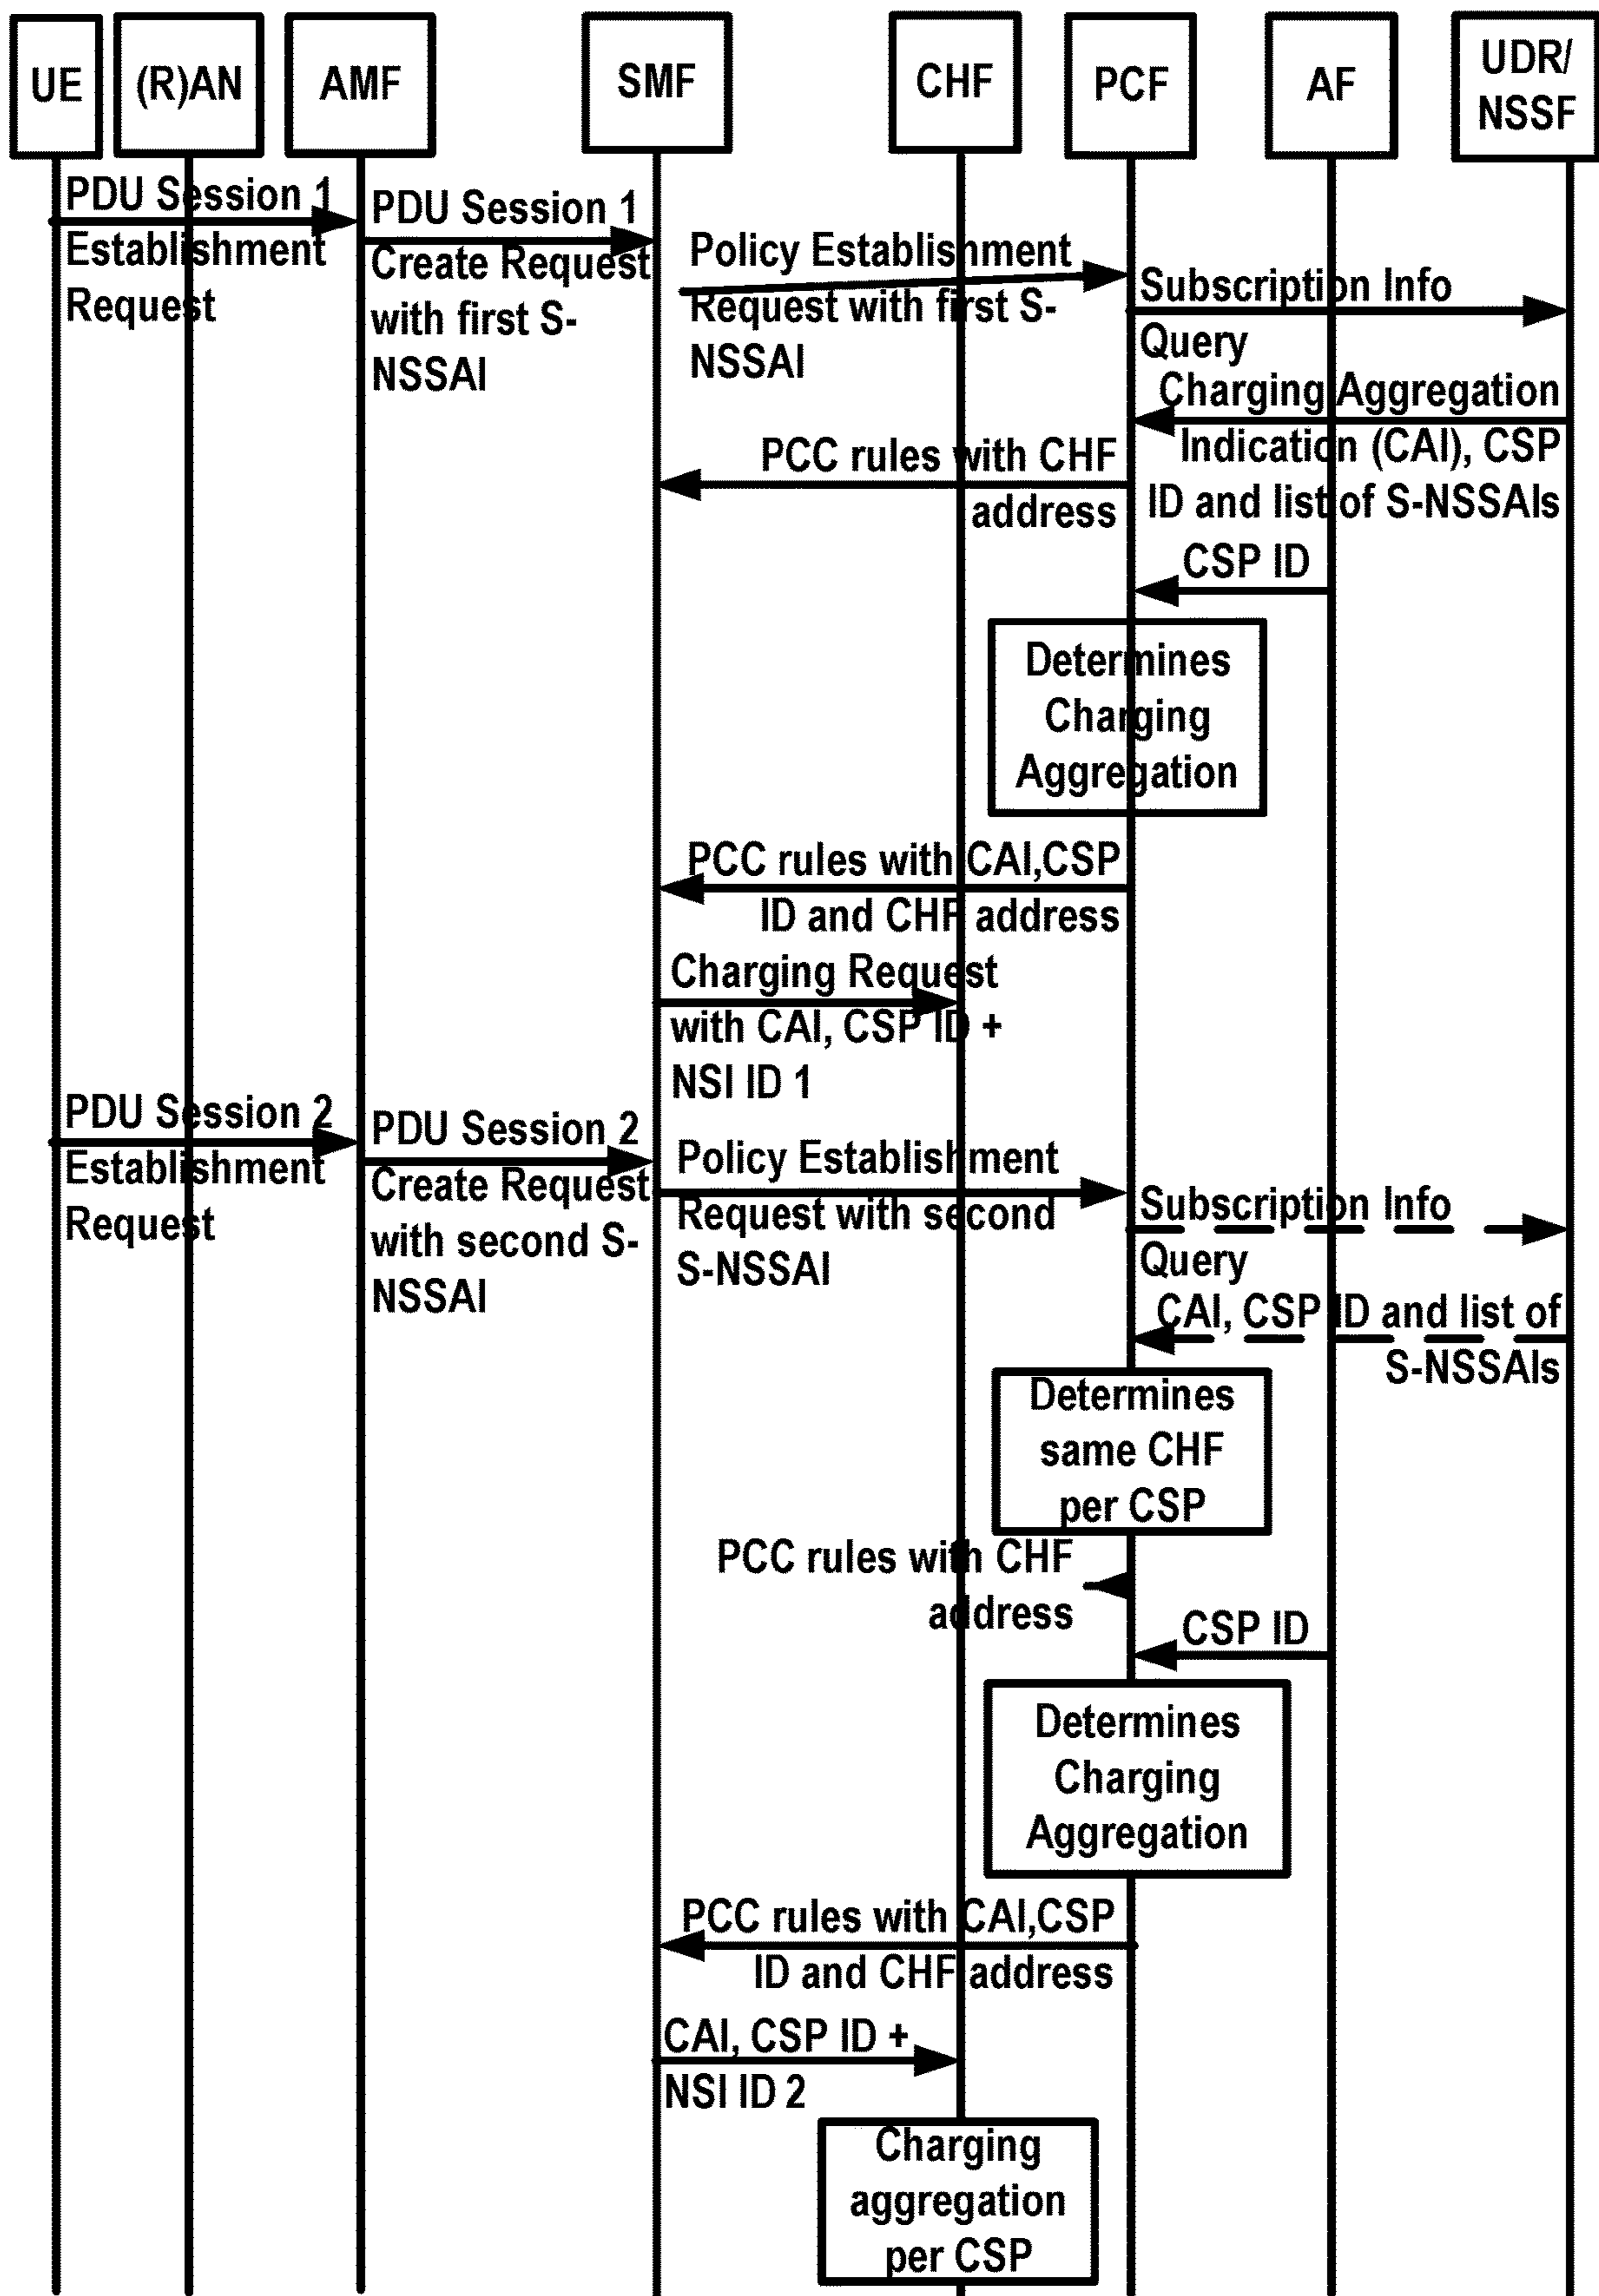 UE
(R)AN
AMF
SMF
CHF
PCF
AF
UDR/
NSSF
PDU Session 1
Establishment
Request
PDU Session 1
Create Request
with first S-
NSSAI
Policy Establishment
Request with first S-
NSSAI
Subscription Info
Query
Charging Aggregation
Indication (CAI), CSP
ID and list of S-NSSAIs
PCC rules with CHF
address
CSP ID
Determines
Charging
Aggregation
PCC rules with CAI,CSP
ID and CHF address
Charging Request
with CAI, CSP ID +
NSI ID 1
PDU Session 2
Establishment
Request
PDU Session 2
Create Request
with second S-
NSSAI
Policy Establishment
Request with second
S-NSSAI
Subscription Info
Query
CAI, CSP ID and list of
S-NSSAIs
Determines
same CHF
per CSP
PCC rules with CHF
address
CSP ID
Determines
Charging
Aggregation
PCC rules with CAI,CSP
ID and CHF address
CAI, CSP ID +
NSI ID 2
Charging
aggregation
per CSP